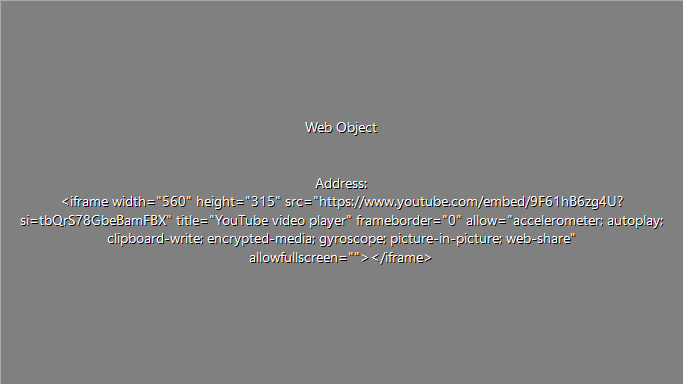 Web Object
Address:
<iframe width="560" height="315" src="https://www.youtube.com/embed/9F61hB6zg4U?
si=tbQrS78GbeBamFBX" title="YouTube video player" frameborder="0" allow="accelerometer; autoplay;
clipboard-write; encrypted-media; gyroscope; picture-in-picture; web-share"
allowfullscreen=""></iframe>